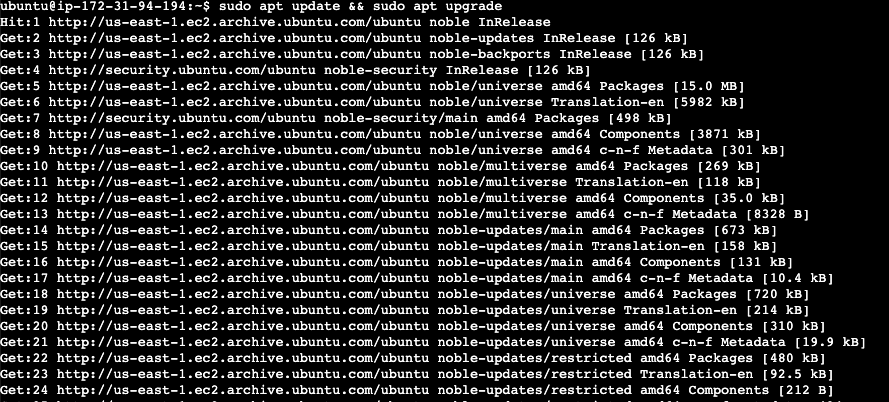 ubuntu@ip-172-31-94-194:~$ sudo apt update && sudo apt upgrade
Hit:1 http://us-east-1.ec2.archive.ubuntu.com/ubuntu noble InRelease
Get:2 http://us-east-1.ec2.archive.ubuntu.com/ubuntu noble-updates InRelease [126 kB]
Get:3 http://us-east-1.ec2.archive.ubuntu.com/ubuntu noble-backports InRelease [126 kB]
Get:4 http://security.ubuntu.com/ubuntu noble-security InRelease [126 kB]
Get:5 http://us-east-1.ec2.archive.ubuntu.com/ubuntu noble/universe amd64 Packages [15.0 MB]
Get:6 http://us-east-1.ec2.archive.ubuntu.com/ubuntu noble/universe Translation-en [5982 kB]
Get:7 http://security.ubuntu.com/ubuntu noble-security/main amd64 Packages [498 kB]
Get:8 http://us-east-1.ec2.archive.ubuntu.com/ubuntu noble/universe amd64 Components [3871 kB]
Get:9 http://us-east-1.ec2.archive.ubuntu.com/ubuntu noble/universe amd64 c-n-f Metadata [301 kB]
Get:10 http://us-east-1.ec2.archive.ubuntu.com/ubuntu noble/multiverse amd64 Packages [269 kB]
Get:11 http://us-east-1.ec2.archive.ubuntu.com/ubuntu noble/multiverse Translation-en [118 kB]
Get:12 http://us-east-1.ec2.archive.ubuntu.com/ubuntu noble/multiverse amd64 Components [35.0 kB]
Get:13 http://us-east-1.ec2.archive.ubuntu.com/ubuntu noble/multiverse amd64 c-n-f Metadata [8328 B]
Get:14 http://us-east-1.ec2.archive.ubuntu.com/ubuntu noble-updates/main amd64 Packages [673 kB]
Get:15 http://us-east-1.ec2.archive.ubuntu.com/ubuntu noble-updates/main Translation-en [158 kB]
Get:16 http://us-east-1.ec2.archive.ubuntu.com/ubuntu noble-updates/main amd64 Components [131 kB]
Get:17 http://us-east-1.ec2.archive.ubuntu.com/ubuntu noble-updates/main amd64 c-n-f Metadata [10.4 kB]
Get:18 http://us-east-1.ec2.archive.ubuntu.com/ubuntu noble-updates/universe amd64 Packages [720 kB]
Get:19 http://us-east-1.ec2.archive.ubuntu.com/ubuntu noble-updates/universe Translation-en [214 kB]
Get:20 http://us-east-1.ec2.archive.ubuntu.com/ubuntu noble-updates/universe amd64 Components [310 kB]
Get:21 http://us-east-1.ec2.archive.ubuntu.com/ubuntu noble-updates/universe amd64 c-n-f Metadata [19.9 kB]
Get:22 http://us-east-1.ec2.archive.ubuntu.com/ubuntu noble-updates/restricted amd64 Packages [480 kB]
Get:23 http://us-east-1.ec2.archive.ubuntu.com/ubuntu noble-updates/restricted Translation-en [92.5 kB]
Get:24 http://us-east-1.ec2.archive.ubuntu.com/ubuntu noble-updates/restricted amd64 Components [212 B]